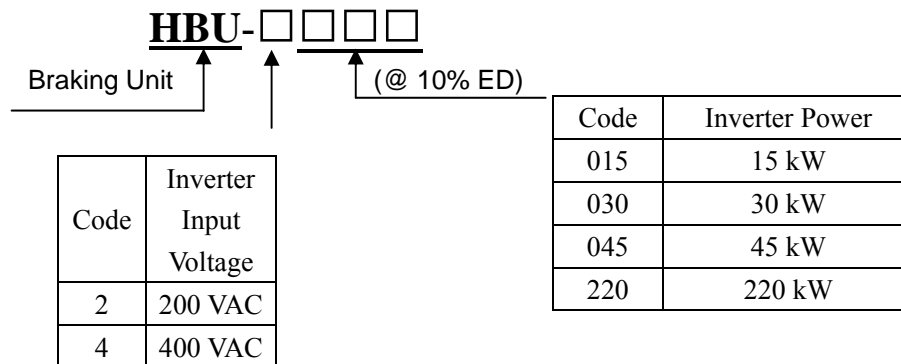 HBU-□□□□
Braking Unit
(@ 10% ED)
Code Inverter Power
015 15 kW
030 30 kW
045 45 kW
220 220 kW
Code Inverter
Input
Voltage
2 200 VAC
4 400 VAC